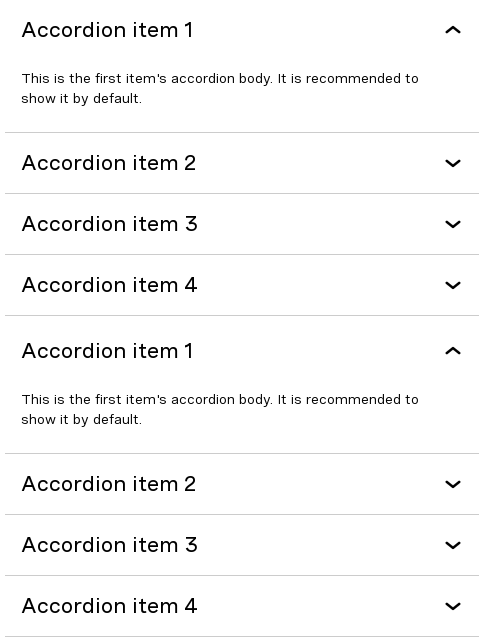 Accordion item 1
This is the first item's accordion body. It is recommended to
show it by default.
Accordion item 2
Accordion item 3
Accordion item 4
Accordion item 1
This is the first item's accordion body. It is recommended to
show it by default.
Accordion item 2
Accordion item 3
Accordion item 4